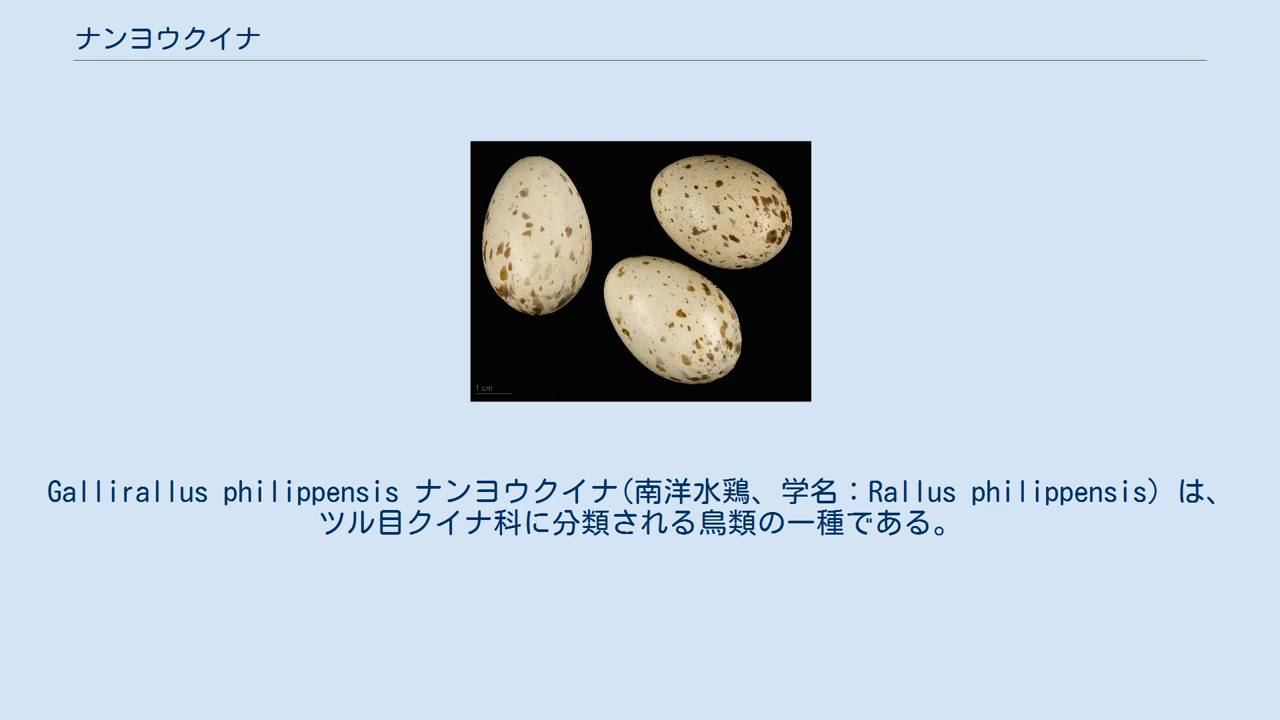 ナンヨウクイナ
1 cm
Gallirallus philippensis ナンヨウクイナ(南洋水鶏、学名：Rallus philippensis) は、
ツル目クイナ科に分類される鳥類の一種である。